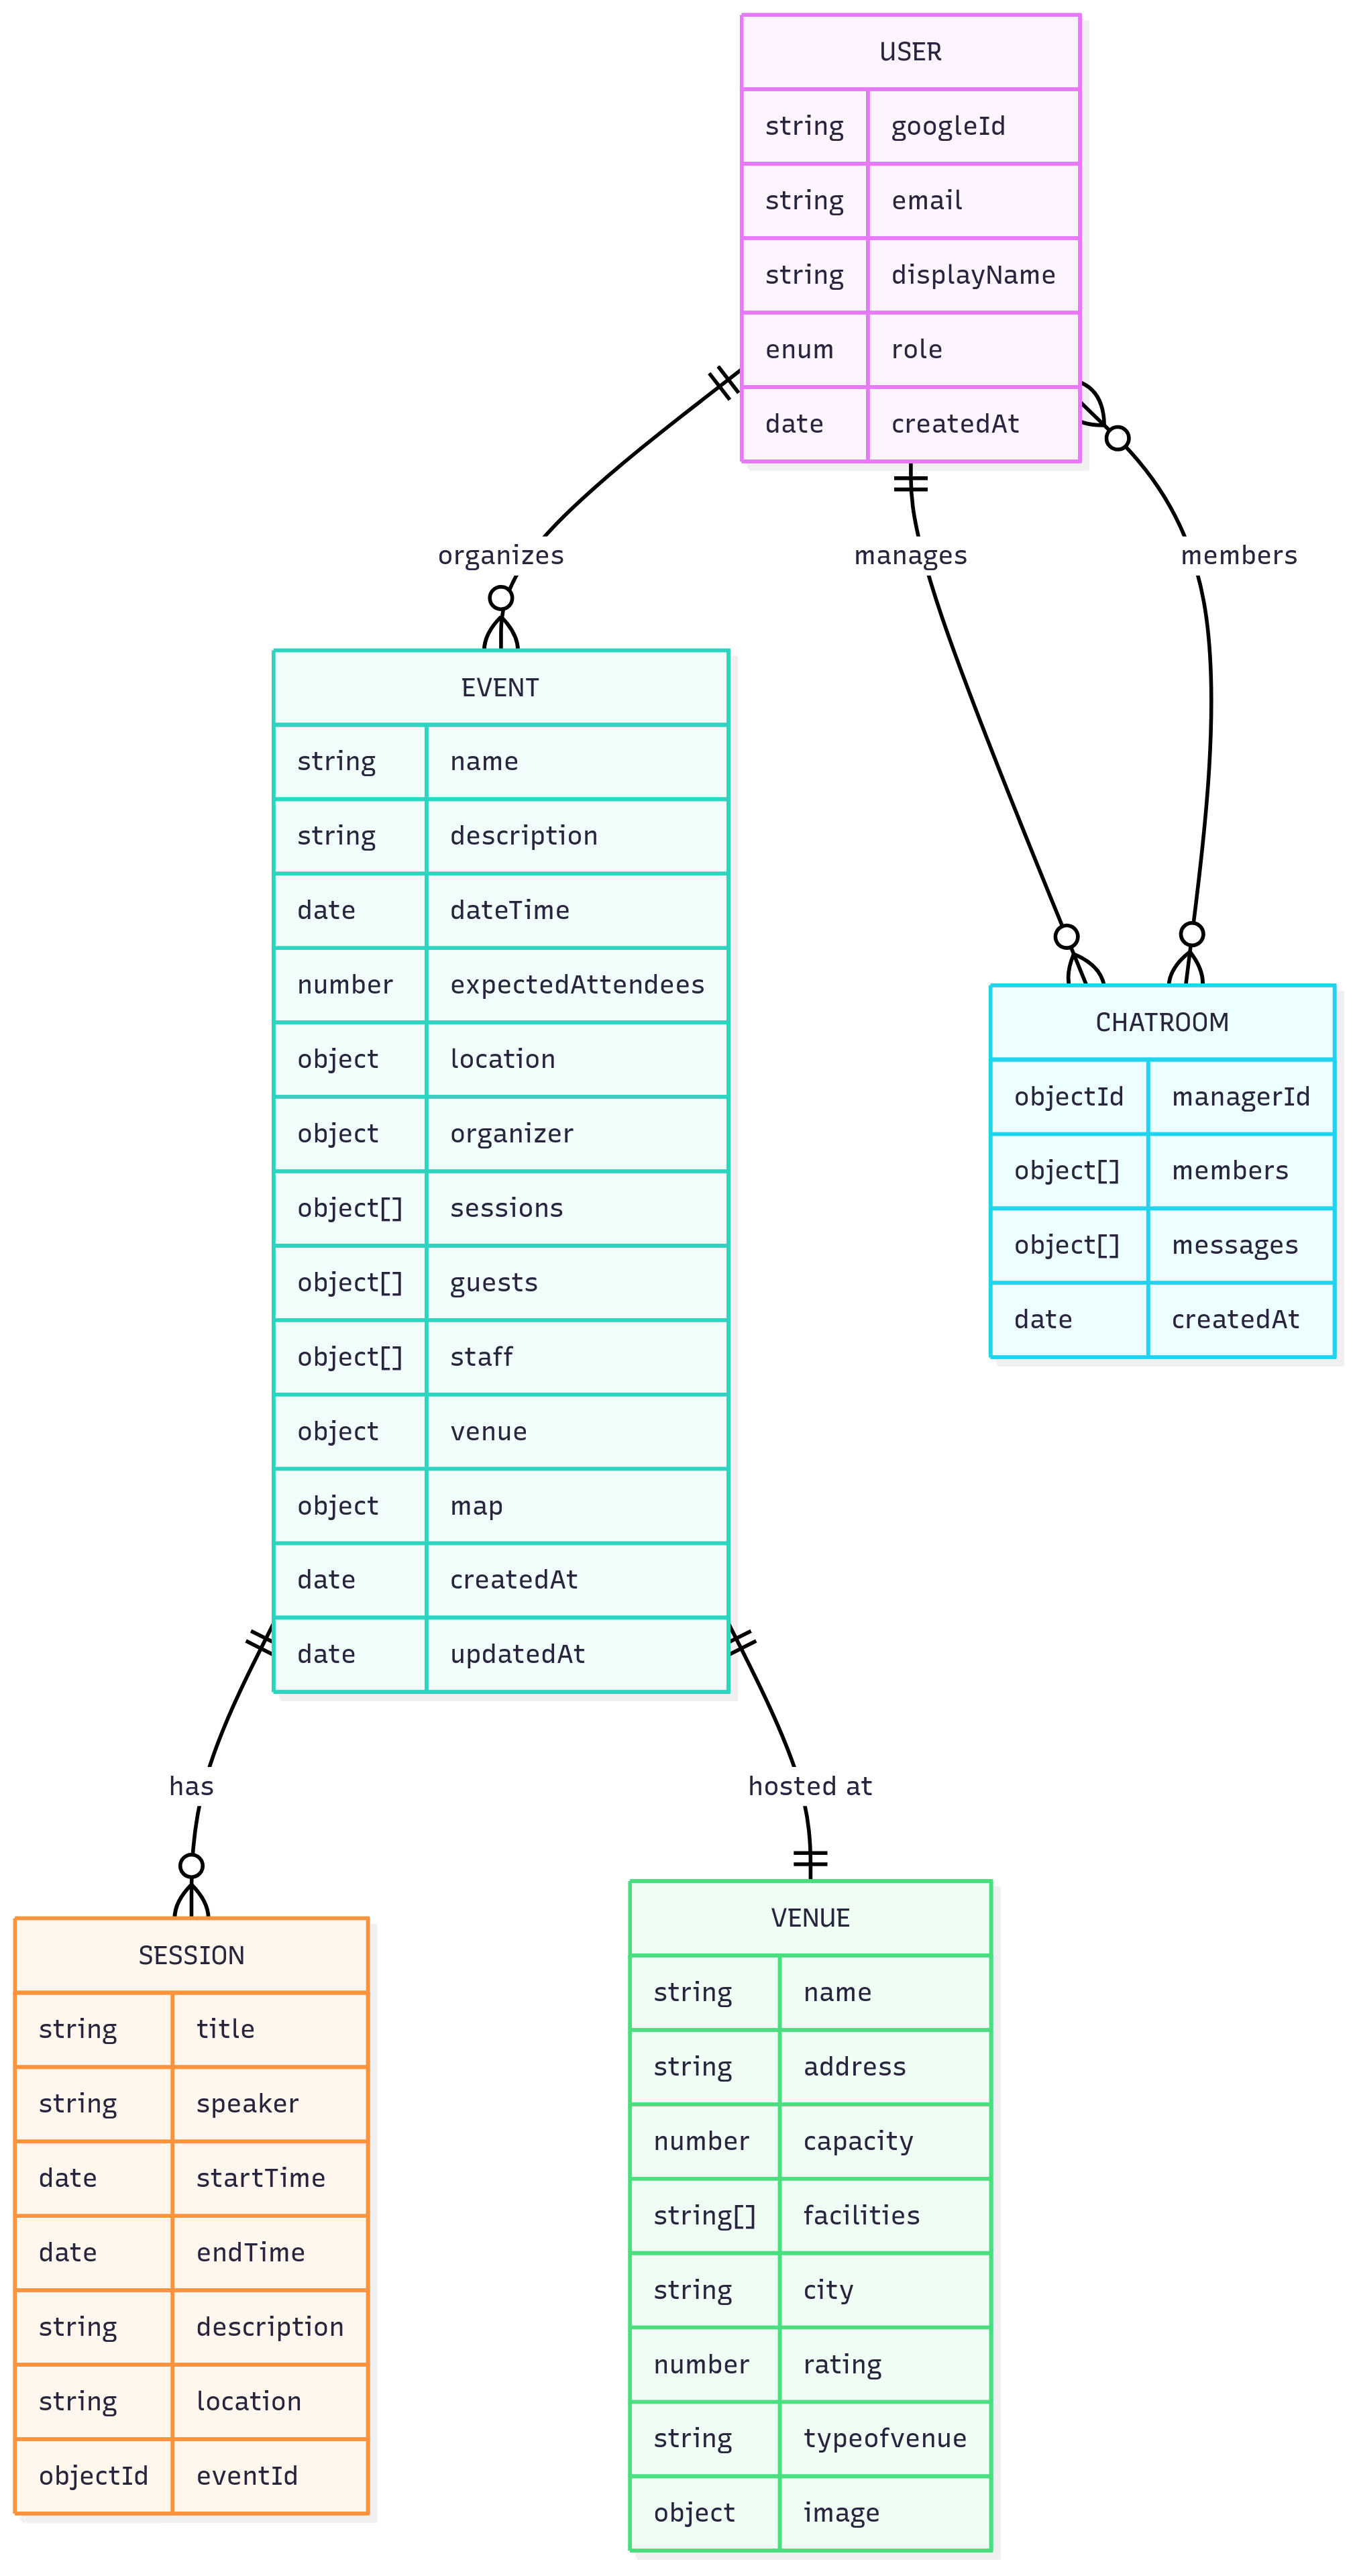 USER
string googleId
string email
string displayName
enum role
date createdAt
organizes
manages
members
EVENT
string name
string description
date dateTime
number expectedAttendees
object location
object organizer
object[] sessions
object[] guests
object[] staff
object venue
object map
date createdAt
date updatedAt
CHATROOM
objectId managerId
object[] members
object[] messages
date createdAt
has
hosted at
SESSION
string title
string speaker
date startTime
date endTime
string description
string location
objectId eventId
VENUE
string name
string address
number capacity
string[] facilities
string city
number rating
string typeofvenue
object image